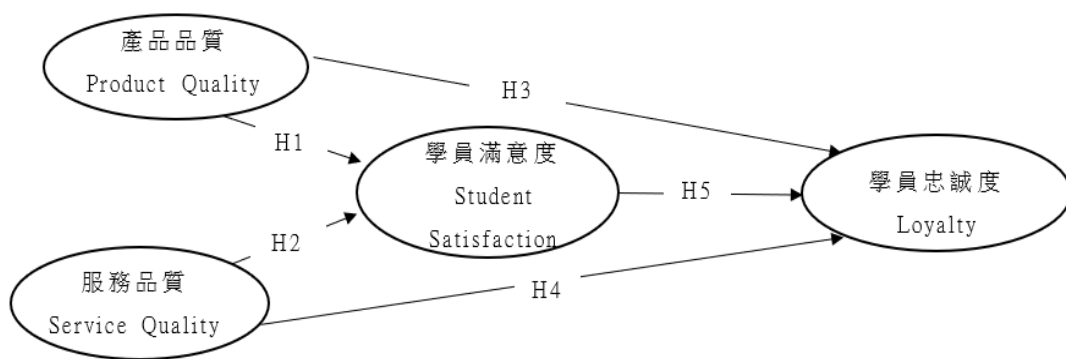 產品品質
Product Quality
H3
H1
學員滿意度
Student
Satisfaction
H5
學員忠誠度
Loyalty
H2
服務品質
Service Quality
H4